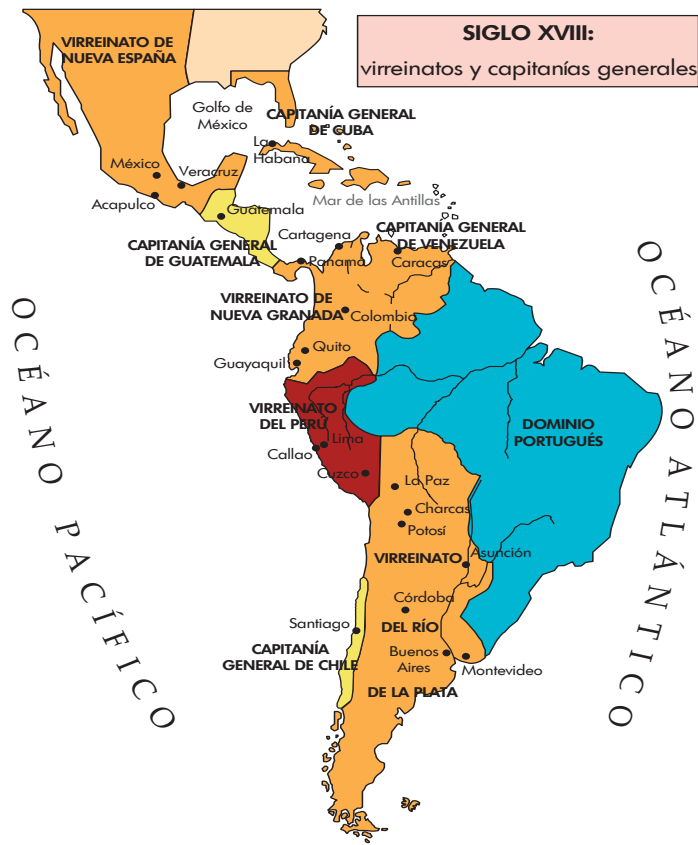 SIGLO XVIII:
virreinatos y capitanías generales
VIRREINATO DE
NUEVA ESPAÑA
Golfo de
México
CAPITANÍA GENERAL
DE CUBA
La
Habana
México
Veracruz
Acapulco
Mar de las Antillas
Guatemala
CAPITANÍA GENERAL
DE GUATEMALA
Cartagena
Panamá
CAPITANÍA GENERAL
DE VENEZUELA
Caracas
VIRREINATO DE
NUEVA GRANADA
Colombia
Quito
Guayaquil
VIRREINATO
DEL PERÚ
Lima
Callao
Cuzco
DOMINIO
PORTUGUÉS
La Paz
Charcas
Potosí
VIRREINATO
Asunción
Córdoba
DEL RÍO
Santiago
CAPITANÍA
GENERAL DE CHILE
Buenos
Aires
Montevideo
DE LA PLATA
OCÉANO PACÍFICO
OCÉANO ATLÁNTICO